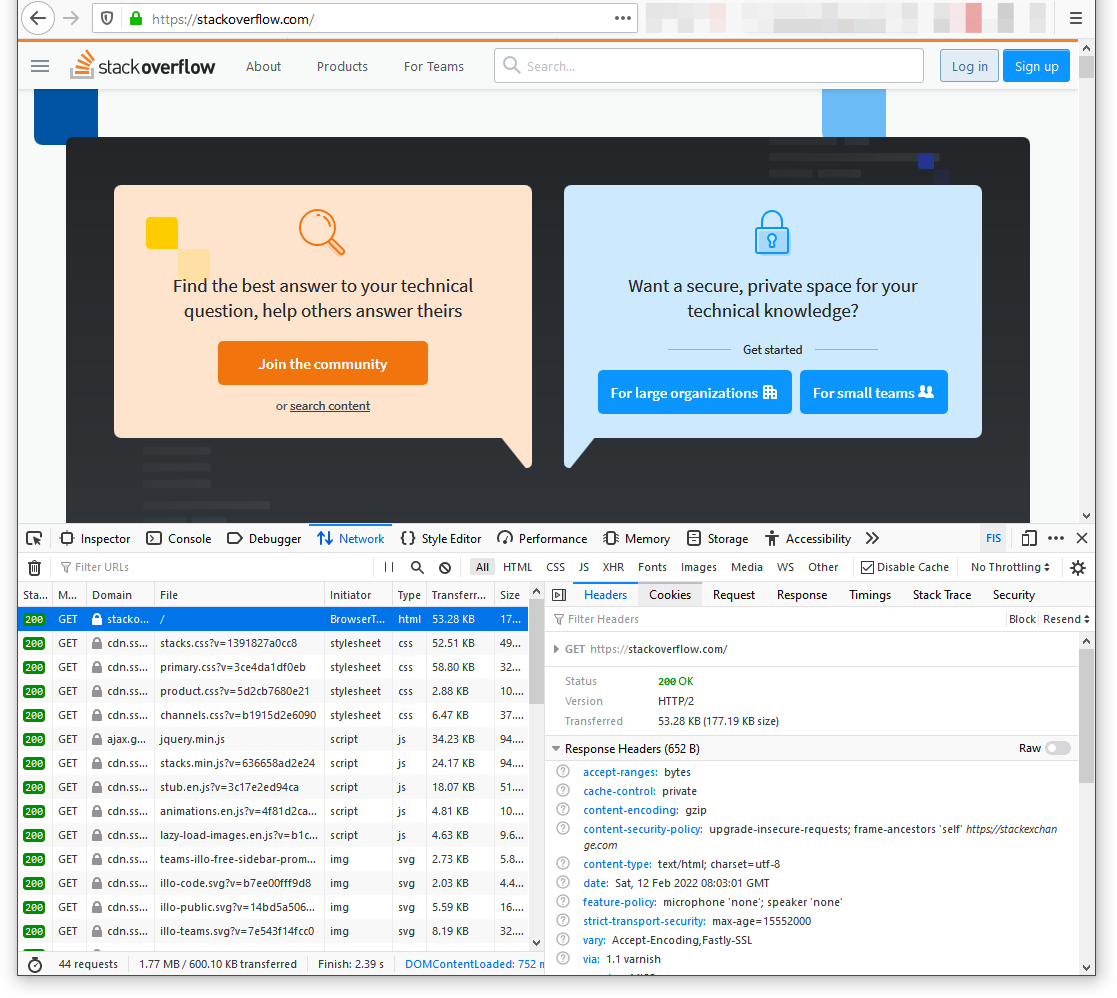 https://stackoverflow.com/
stackoverflow About Products For Teams Search... Log in Sign up
Find the best answer to your technical
question, help others answer theirs
Join the community
or search content
Want a secure, private space for your
technical knowledge?
Get started
For large organizations For small teams
Inspector Console Debugger Network Style Editor Performance Memory Storage Accessibility FIS
Filter URLs All HTML CSS JS XHR Fonts Images Media WS Other Disable Cache No Throttling
Sta... M... Domain File Initiator Type Transferr... Size
200 GET stacko... / BrowserT... html 53.28 KB 17...
200 GET cdn.ss... stacks.css?v=1391827a0cc8 stylesheet css 52.51 KB 49...
200 GET cdn.ss... primary.css?v=3ce4da1df0eb stylesheet css 58.80 KB 32...
200 GET cdn.ss... product.css?v=5d2cb7680e21 stylesheet css 2.88 KB 10...
200 GET cdn.ss... channels.css?v=b1915d2e6090 stylesheet css 6.47 KB 37...
200 GET ajax.g... jquery.min.js script js 34.23 KB 94...
200 GET cdn.ss... stacks.min.js?v=636658ad2e24 script js 24.17 KB 94...
200 GET cdn.ss... stub.en.js?v=3c17e2ed94ca script js 18.07 KB 51...
200 GET cdn.ss... animations.en.js?v=4f81d2ca... script js 4.81 KB 10...
200 GET cdn.ss... lazy-load-images.en.js?v=b1c... script js 4.63 KB 9.6...
200 GET cdn.ss... teams-illo-free-sidebar-prom... img svg 2.73 KB 5.8...
200 GET cdn.ss... illo-code.svg?v=b7ee00fff9d8 img svg 2.03 KB 4.4...
200 GET cdn.ss... illo-public.svg?v=14bd5a506... img svg 5.59 KB 16...
200 GET cdn.ss... illo-teams.svg?v=7e543f14fcc0 img svg 8.19 KB 32...
44 requests 1.77 MB / 600.10 KB transferred Finish: 2.39 s DOMContentLoaded: 752 m
Headers Cookies Request Response Timings Stack Trace Security
Filter Headers Block Resend
GET https://stackoverflow.com/
Status 200 OK
Version HTTP/2
Transferred 53.28 KB (177.19 KB size)
Response Headers (652 B) Raw
accept-ranges: bytes
cache-control: private
content-encoding: gzip
content-security-policy: upgrade-insecure-requests; frame-ancestors 'self' https://stackexchan
ge.com
content-type: text/html; charset=utf-8
date: Sat, 12 Feb 2022 08:03:01 GMT
feature-policy: microphone 'none'; speaker 'none'
strict-transport-security: max-age=15552000
vary: Accept-Encoding,Fastly-SSL
via: 1.1 varnish